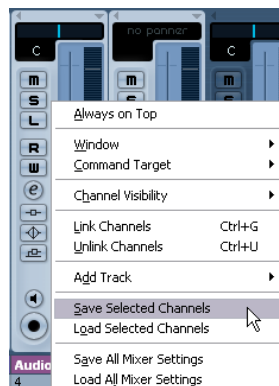 no panner
C
C
m
m
m
S
S
S
L
R
W
e
Always on Top
Window
Command Target
Channel Visibility
Link Channels Ctrl+G
Unlink Channels Ctrl+U
Add Track
Save Selected Channels
Load Selected Channels
Save All Mixer Settings
Load All Mixer Settings
Audio
4